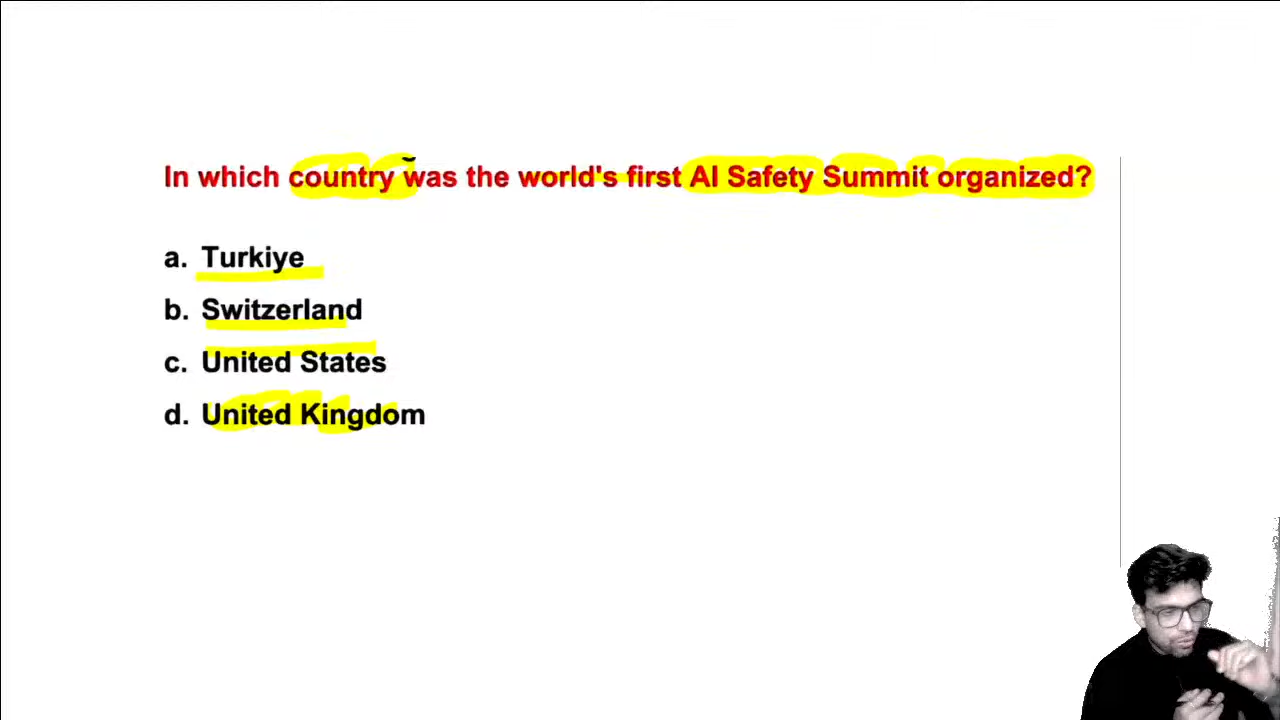 In which country was the world's first AI Safety Summit organized?
a. Turkiye
b. Switzerland
c. United States
d. United Kingdom